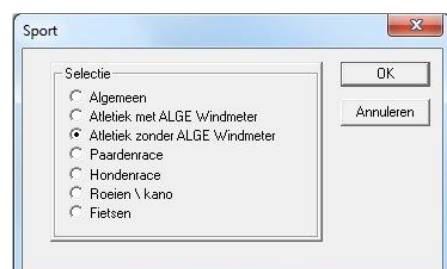 Sport
Selectie
Algemeen
Atletiek met ALGE Windmeter
Atletiek zonder ALGE Windmeter
Paardenrace
Hondenrace
Roeien \ kano
Fietsen
OK
Annuleren